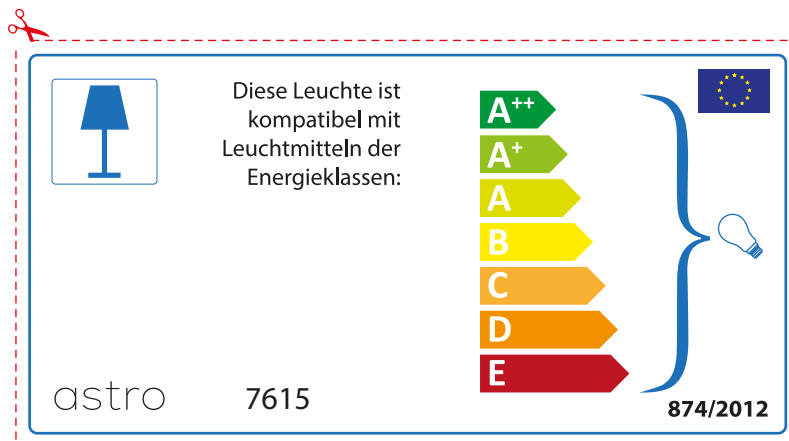 Diese Leuchte ist
kompatibel mit
Leuchtmitteln der
Energieklassen:
A++
A+
A
B
C
D
E
astro
7615
874/2012